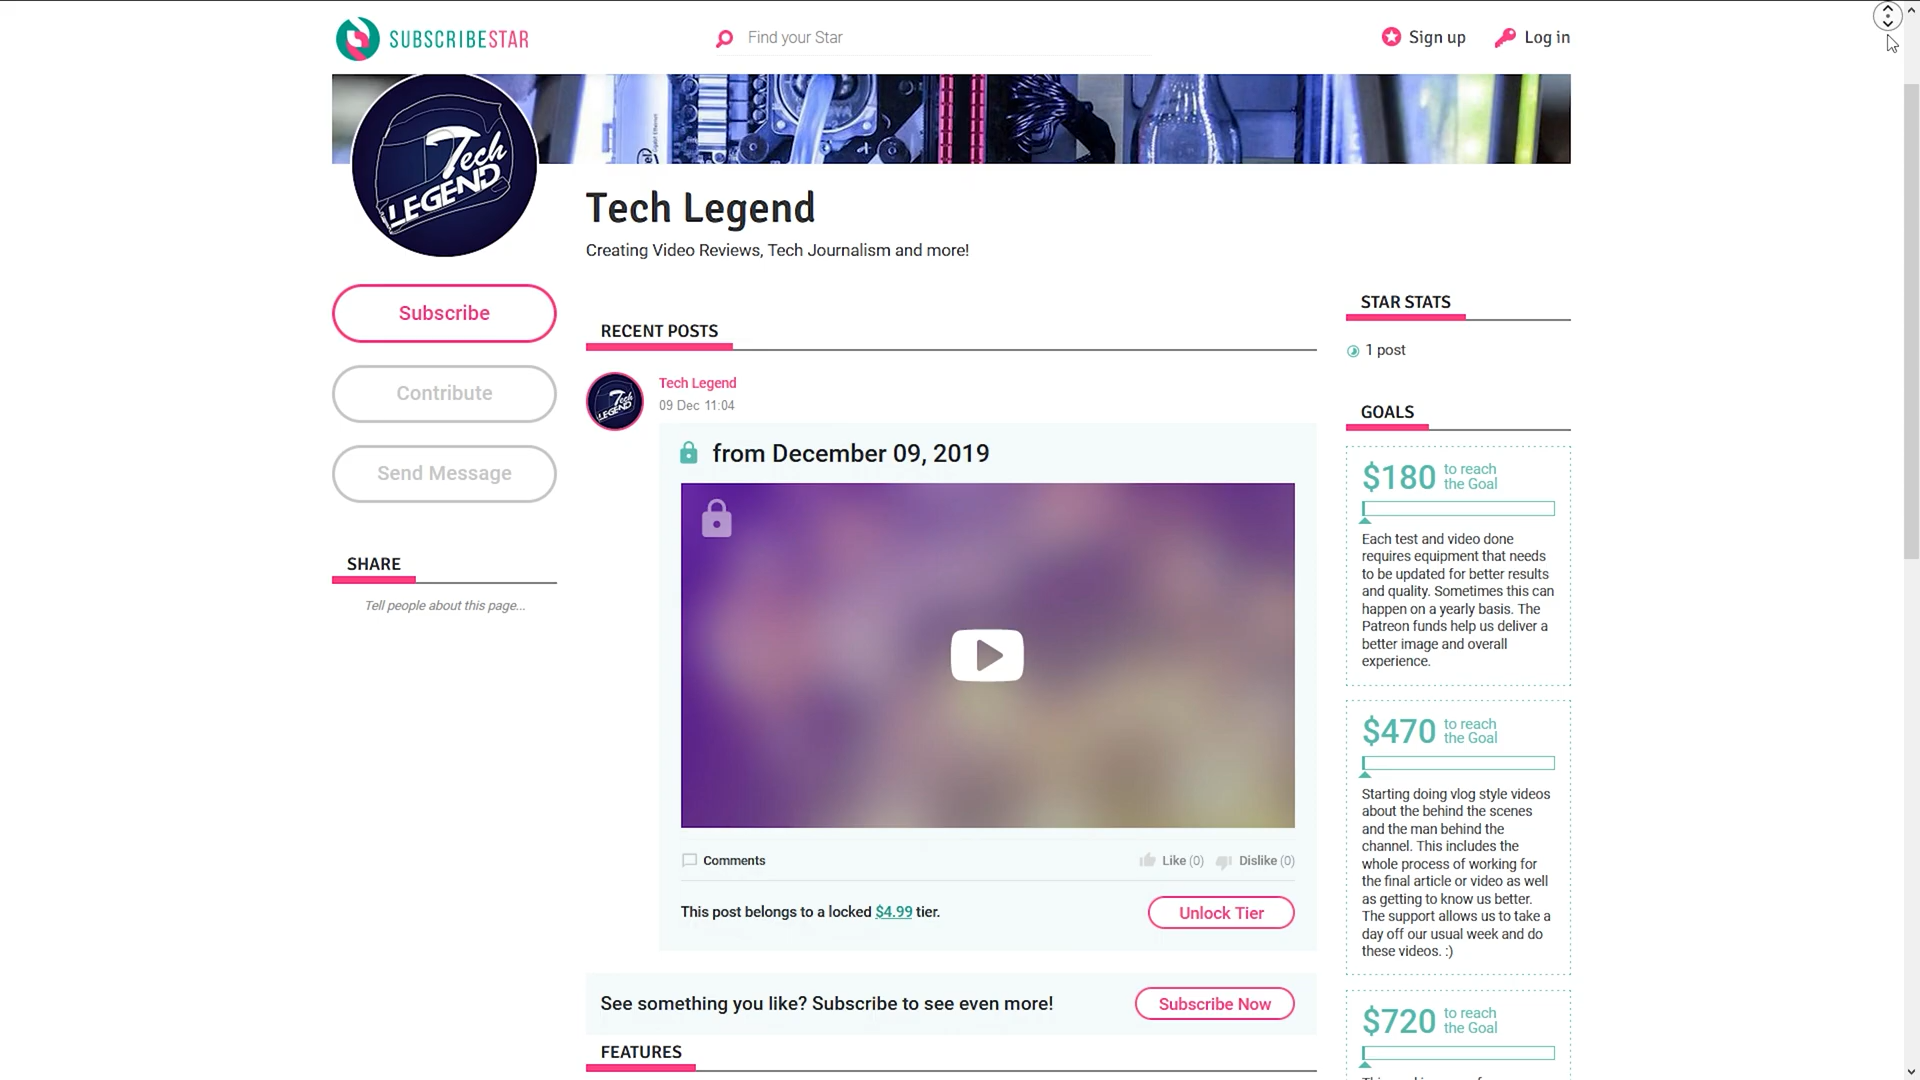 SUBSCRIBESTAR
Find your Star
Sign up
Log in
Tech
LEGEND
Tech Legend
Creating Video Reviews, Tech Journalism and more!
Subscribe
Contribute
Send Message
SHARE
Tell people about this page...
RECENT POSTS
Tech
LEGEND
Tech Legend
09 Dec 11:04
from December 09, 2019
Comments
Like (0)
Dislike (0)
This post belongs to a locked $4.99 tier.
Unlock Tier
See something you like? Subscribe to see even more!
Subscribe Now
FEATURES
STAR STATS
1 post
GOALS
$180 to reach
the Goal
Each test and video done
requires equipment that needs
to be updated for better results
and quality. Sometimes this can
happen on a yearly basis. The
Patreon funds help us deliver a
better image and overall
experience.
$470 to reach
the Goal
Starting doing vlog style videos
about the behind the scenes
and the man behind the
channel. This includes the
whole process of working for
the final article or video as well
as getting to know us better.
The support allows us to take a
day off our usual week and do
these videos. :)
$720 to reach
the Goal